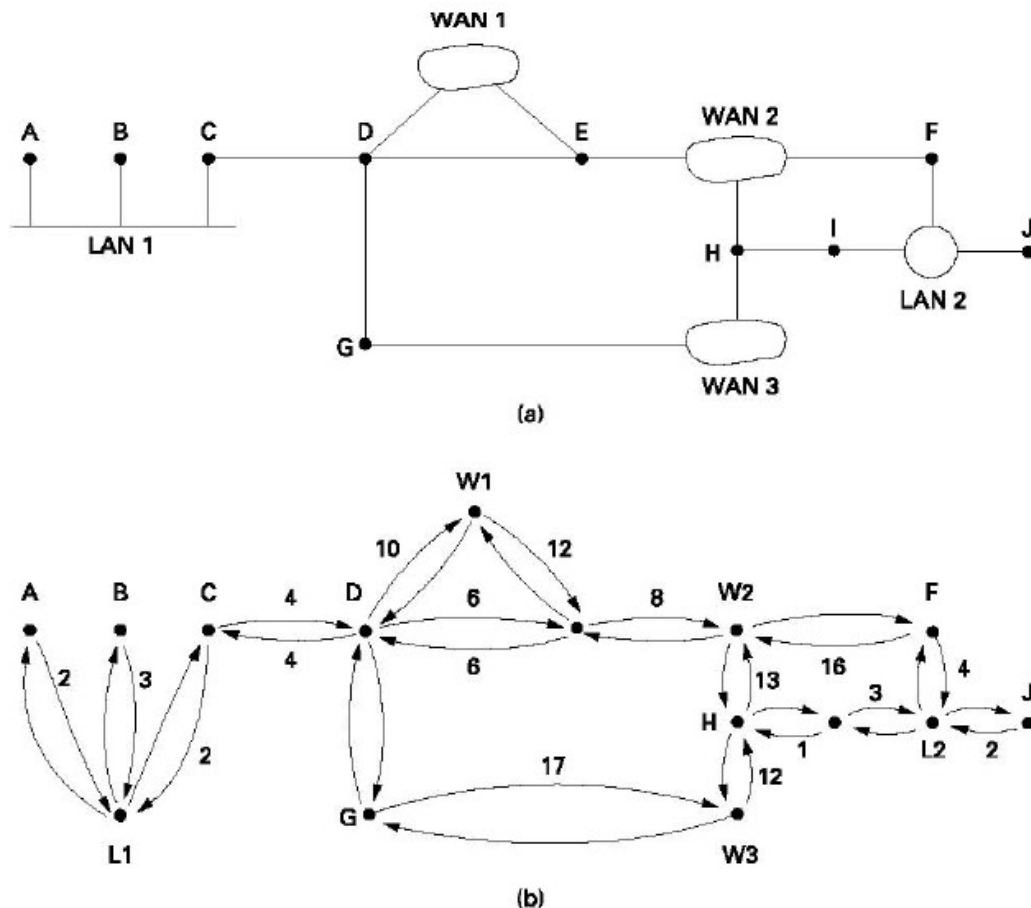 WAN 1
A B C D E WAN 2 F
LAN 1 H I J
LAN 2
G
WAN 3
(a)
W1
10 12
A B C 4 D 6 8 W2 F
4 6 16
2 3 2 13 3 4 J
H 1 L2 2
17 12
G
L1 W3
(b)